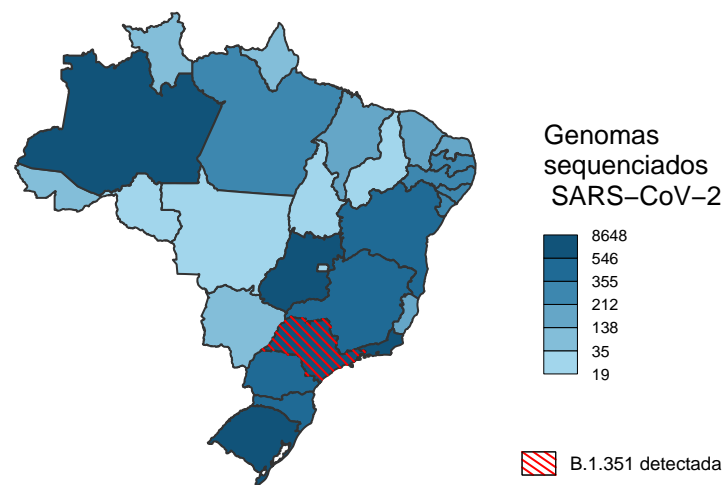 Genomas
sequenciados
SARS−CoV−2
8648
546
355
212
138
35
19
B.1.351 detectada